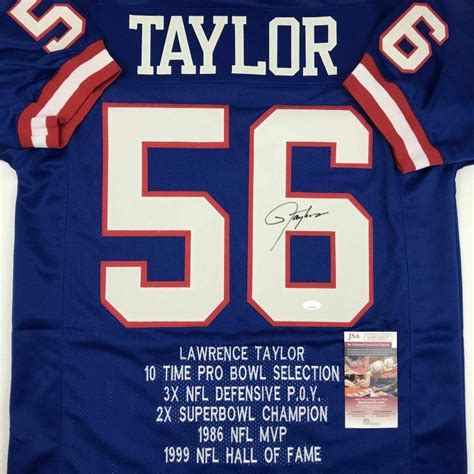 TAYLOR
56
56
56
Taylor
LAWRENCE TAYLOR
10 TIME PRO BOWL SELECTION
3X NFL DEFENSIVE P.O.Y.
2X SUPERBOWL CHAMPION
1986 NFL MVP
1999 NFL HALL OF FAME
JSA